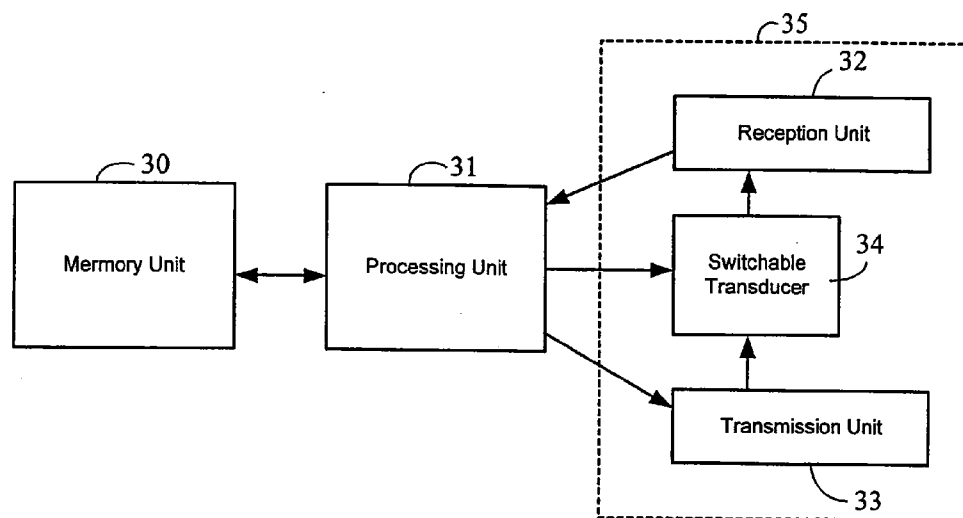 35
32
Reception Unit
30
31
Mermory Unit
Processing Unit
34
Switchable
Transducer
Transmission Unit
33